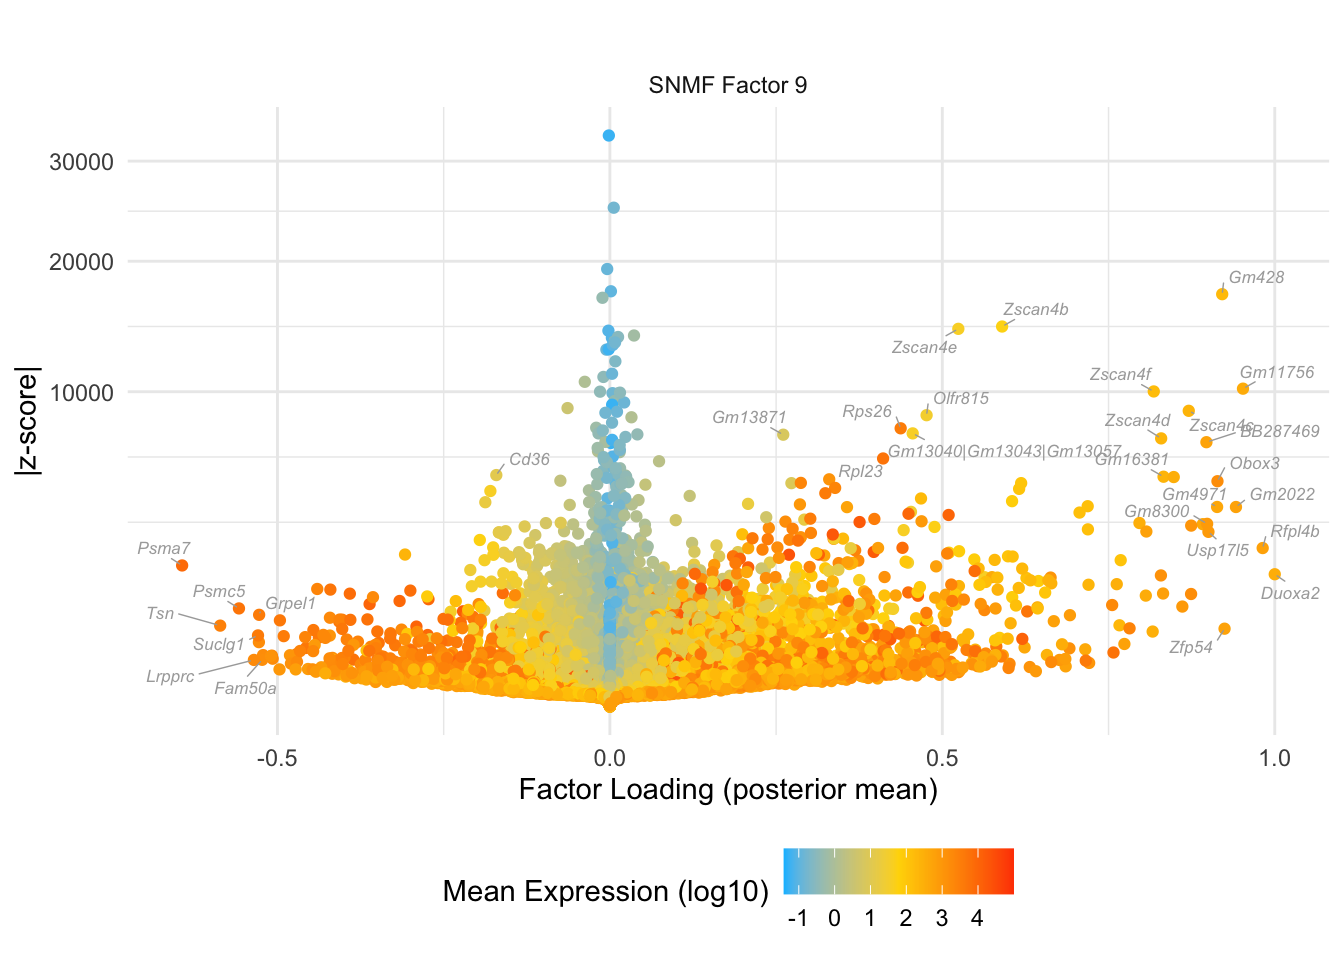 SNMF Factor 9
30000
20000
10000
|z-score|
Gm428
Zscan4b
Zscan4e
Zscan4f
Gm11756
Olfr815
Rps26
Gm13871
Zscan4d
Zscan4c
BB287469
Gm13040|Gm13043|Gm13057
Cd36
Rpl23
Gm16381
Obox3
Gm4971
Gm2022
Gm8300
Rfpl4b
Usp17l5
Psma7
Psmc5
Grpel1
Tsn
Duoxa2
Suclg1
Zfp54
Lrpprc
Fam50a
-0.5 0.0 0.5 1.0
Factor Loading (posterior mean)
Mean Expression (log10)
-1 0 1 2 3 4